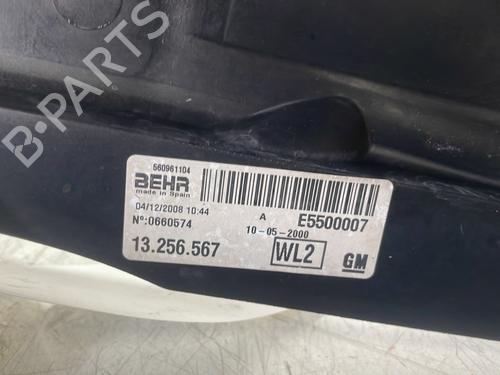 B-PARTS
560961104
BEHR
made in Spain
04/12/2008 10:44 A E5500007
Nº:0660574 10-05-2000
13.256.567 WL2 GM